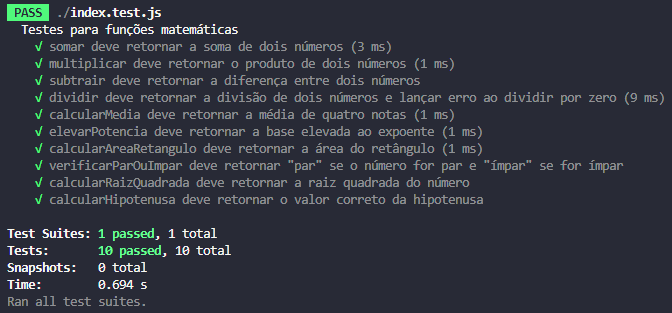 PASS ./index.test.js
Testes para funções matemáticas
√ somar deve retornar a soma de dois números (3 ms)
√ multiplicar deve retornar o produto de dois números (1 ms)
√ subtrair deve retornar a diferença entre dois números
√ dividir deve retornar a divisão de dois números e lançar erro ao dividir por zero (9 ms)
√ calcularMedia deve retornar a média de quatro notas (1 ms)
√ elevarPotencia deve retornar a base elevada ao expoente (1 ms)
√ calcularAreaRetangulo deve retornar a área do retângulo (1 ms)
√ verificarParOuImpar deve retornar "par" se o número for par e "ímpar" se for ímpar
√ calcularRaizQuadrada deve retornar a raiz quadrada do número
√ calcularHipotenusa deve retornar o valor correto da hipotenusa
Test Suites: 1 passed, 1 total
Tests: 10 passed, 10 total
Snapshots: 0 total
Time: 0.694 s
Ran all test suites.